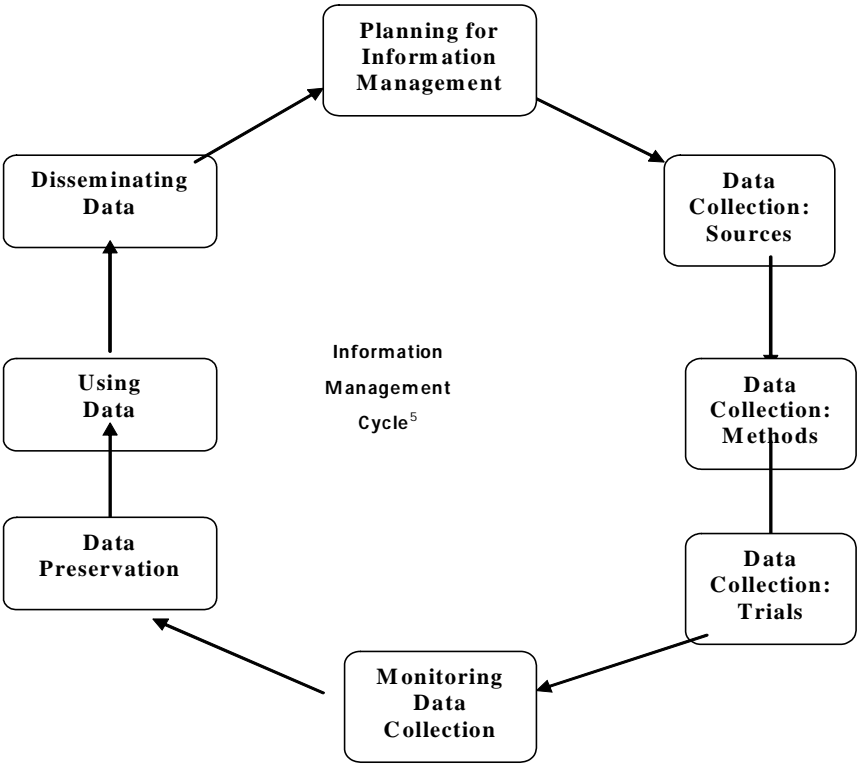 Planning for
Information
Management
Disseminating
Data
Data
Collection:
Sources
Information
Management
Cycle⁵
Using
Data
Data
Collection:
Methods
Data
Preservation
Data
Collection:
Trials
Monitoring
Data
Collection